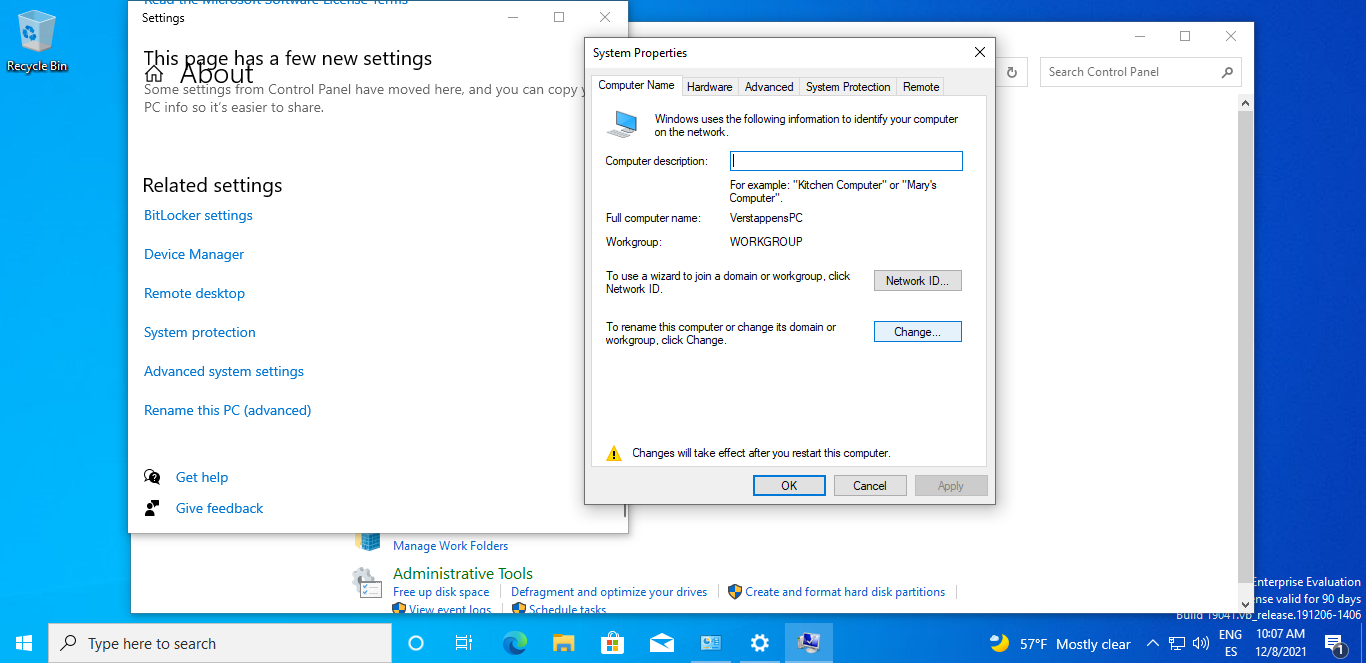 Recycle Bin
Read the Microsoft Software License Terms
Settings
This page has a few new settings
About
Some settings from Control Panel have moved here, and you can copy
PC info so it's easier to share.
Related settings
BitLocker settings
Device Manager
Remote desktop
System protection
Advanced system settings
Rename this PC (advanced)
Get help
Give feedback
System Properties
Computer Name
Hardware
Advanced
System Protection
Remote
Windows uses the following information to identify your computer
on the network.
Computer description:
For example: "Kitchen Computer" or "Mary's
Computer".
Full computer name:
VerstappensPC
Workgroup:
WORKGROUP
To use a wizard to join a domain or workgroup, click
Network ID.
Network ID...
To rename this computer or change its domain or
workgroup, click Change.
Change...
Changes will take effect after you restart this computer.
OK
Cancel
Apply
Search Control Panel
Manage Work Folders
Administrative Tools
Free up disk space
Defragment and optimize your drives
Create and format hard disk partitions
View event logs
Schedule tasks
Enterprise Evaluation
ense valid for 90 days
Build 19041.vb_release.191206-1406
Type here to search
57°F Mostly clear
ENG
ES
10:07 AM
12/8/2021
1